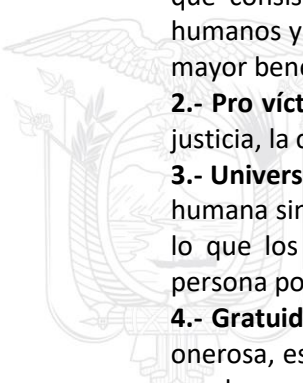 que consis
humanos y
mayor bene
2.- Pro víct
justicia, la d
3.- Univers
humana sin
lo que los
persona po
4.- Gratuid
onerosa, es